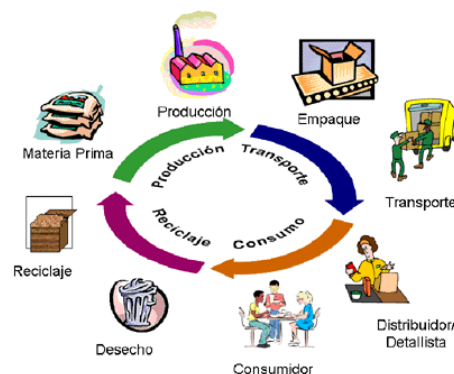 Producción
Empaque
Materia Prima
Producción
Transporte
Transporte
Reciclaje
Consumo
Reciclaje
Distribuidor/
Detallista
Desecho
Consumidor